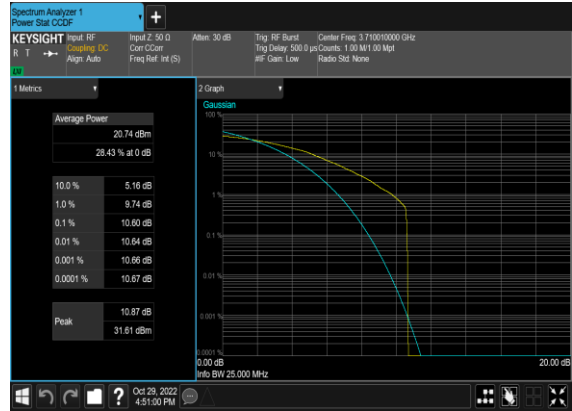 Spectrum Analyzer 1
Power Stat CCDF
KEYSIGHT
R T
LW
Input: RF
Coupling: DC
Align: Auto
Input Z: 50 Ω
Corr CCorr
Freq Ref: Int (S)
Atten: 30 dB
Trig: RF Burst
Trig Delay: 500.0 µs
#IF Gain: Low
Center Freq: 3.710010000 GHz
Counts: 1.00 M/1.00 Mpt
Radio Std: None
1 Metrics
Average Power
20.74 dBm
28.43 % at 0 dB
10.0 % 5.16 dB
1.0 % 9.74 dB
0.1 % 10.60 dB
0.01 % 10.64 dB
0.001 % 10.66 dB
0.0001 % 10.67 dB
Peak
10.87 dB
31.61 dBm
2 Graph
Gaussian
100 %
10 %
1 %
0.1 %
0.01 %
0.001 %
0.0001 %
0.00 dB
20.00 dB
Info BW 25.000 MHz
?
Oct 29, 2022
4:51:00 PM